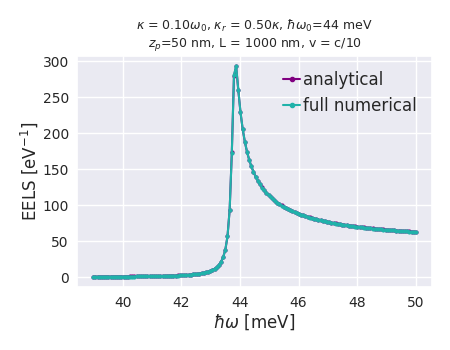 κ = 0.10ω₀, κᵣ = 0.50κ, ħω₀=44 meV
zₚ=50 nm, L = 1000 nm, v = c/10
300
250
200
150
100
50
0
EELS [eV⁻¹]
analytical
full numerical
40
42
44
46
48
50
ħω [meV]